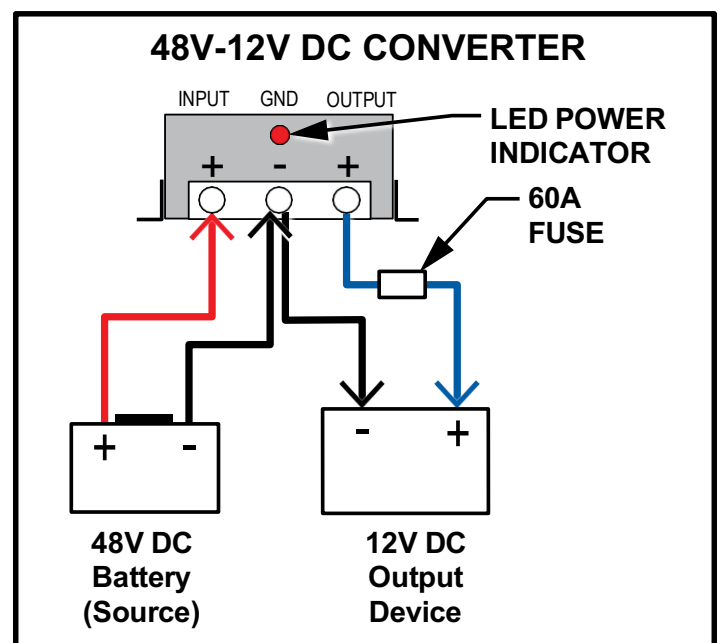 48V-12V DC CONVERTER
INPUT GND OUTPUT
LED POWER
INDICATOR
+ - +
60A
FUSE
+ -
- +
48V DC
Battery
(Source)
12V DC
Output
Device